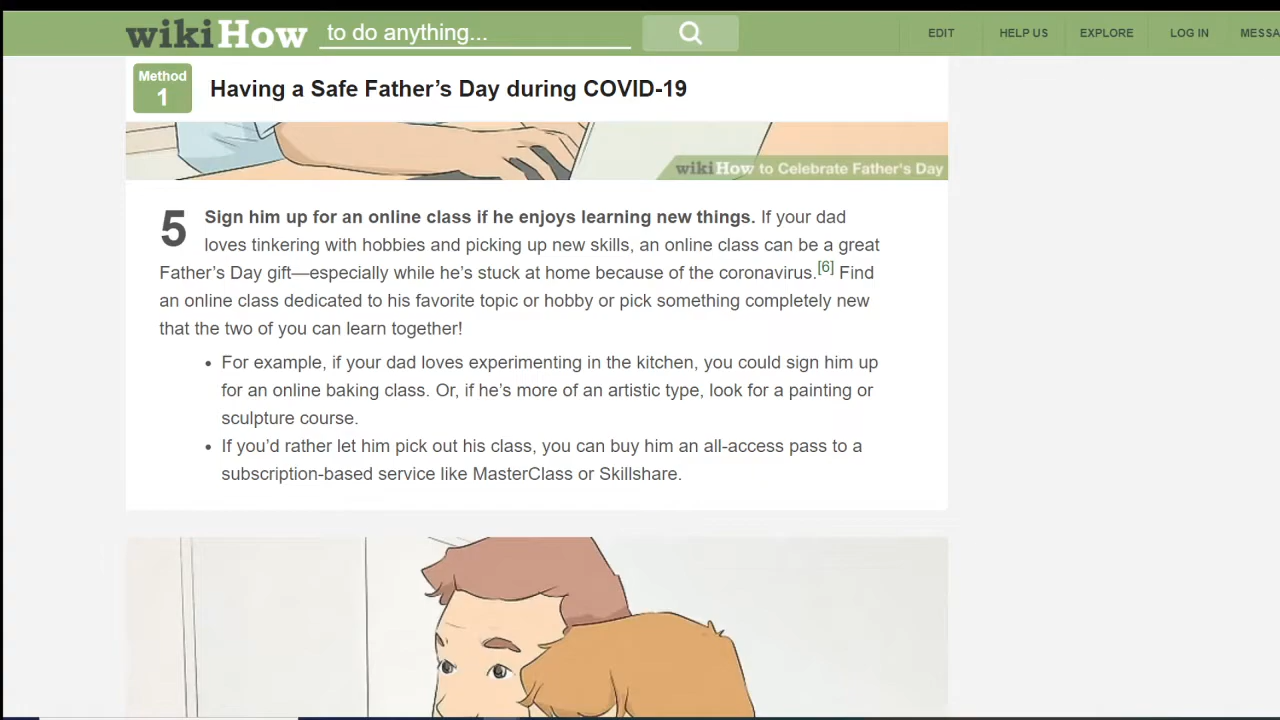 wikiHow to do anything... EDIT HELP US EXPLORE LOG IN MESSA
Method
1
Having a Safe Father’s Day during COVID-19
wikiHow to Celebrate Father's Day
5 Sign him up for an online class if he enjoys learning new things. If your dad
loves tinkering with hobbies and picking up new skills, an online class can be a great
Father’s Day gift—especially while he’s stuck at home because of the coronavirus.[6] Find
an online class dedicated to his favorite topic or hobby or pick something completely new
that the two of you can learn together!
• For example, if your dad loves experimenting in the kitchen, you could sign him up
for an online baking class. Or, if he’s more of an artistic type, look for a painting or
sculpture course.
• If you’d rather let him pick out his class, you can buy him an all-access pass to a
subscription-based service like MasterClass or Skillshare.